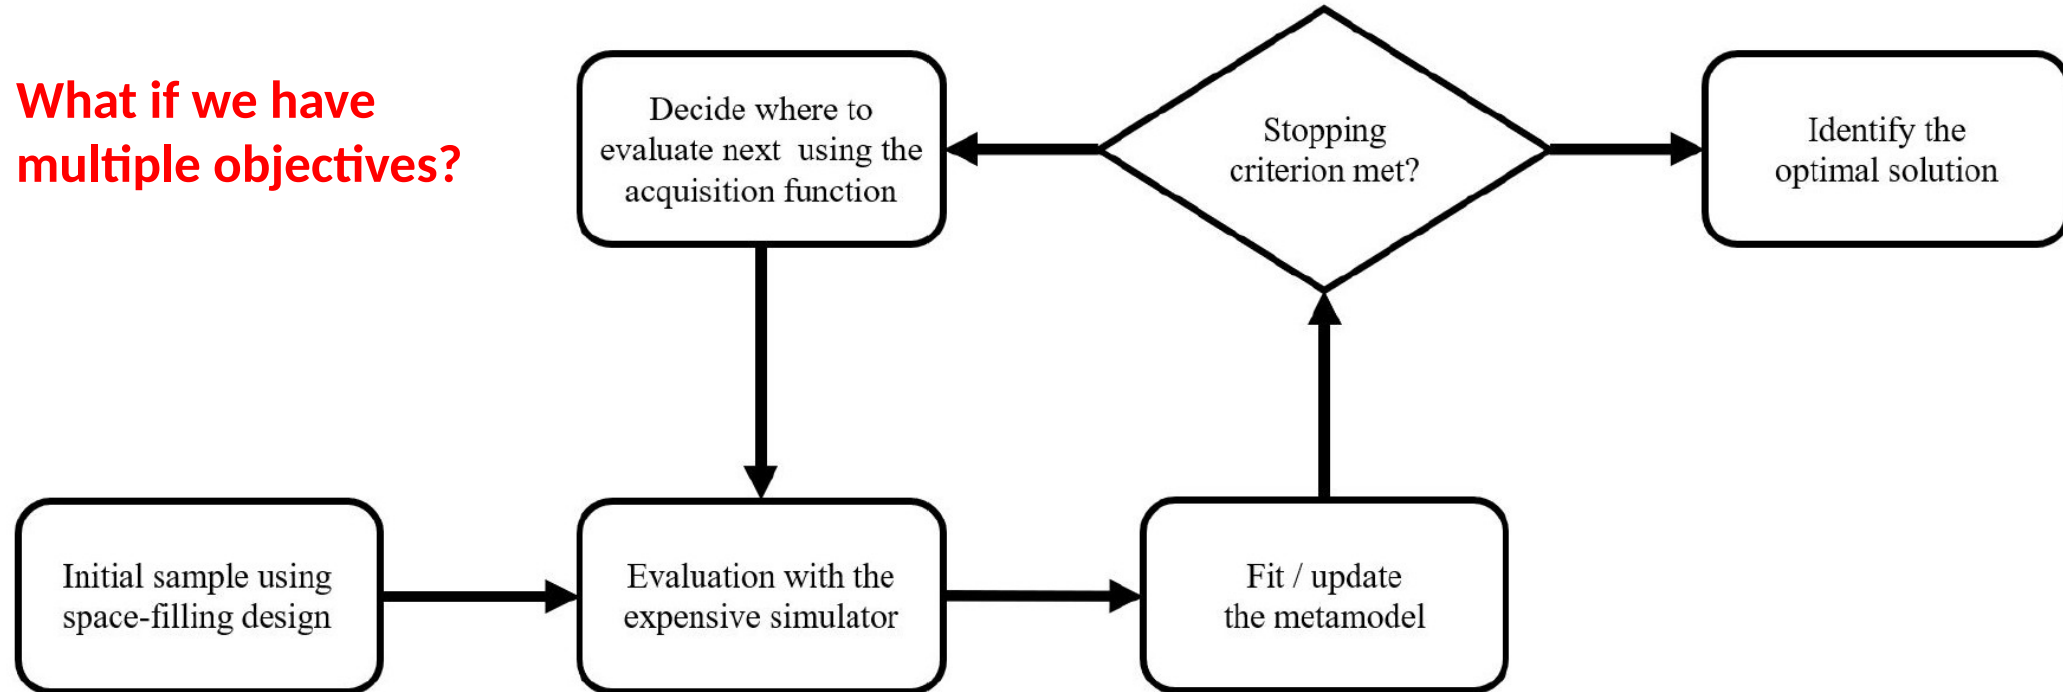 What if we have
multiple objectives?
Decide where to
evaluate next using the
acquisition function
Stopping
criterion met?
Identify the
optimal solution
Initial sample using
space-filling design
Evaluation with the
expensive simulator
Fit / update
the metamodel